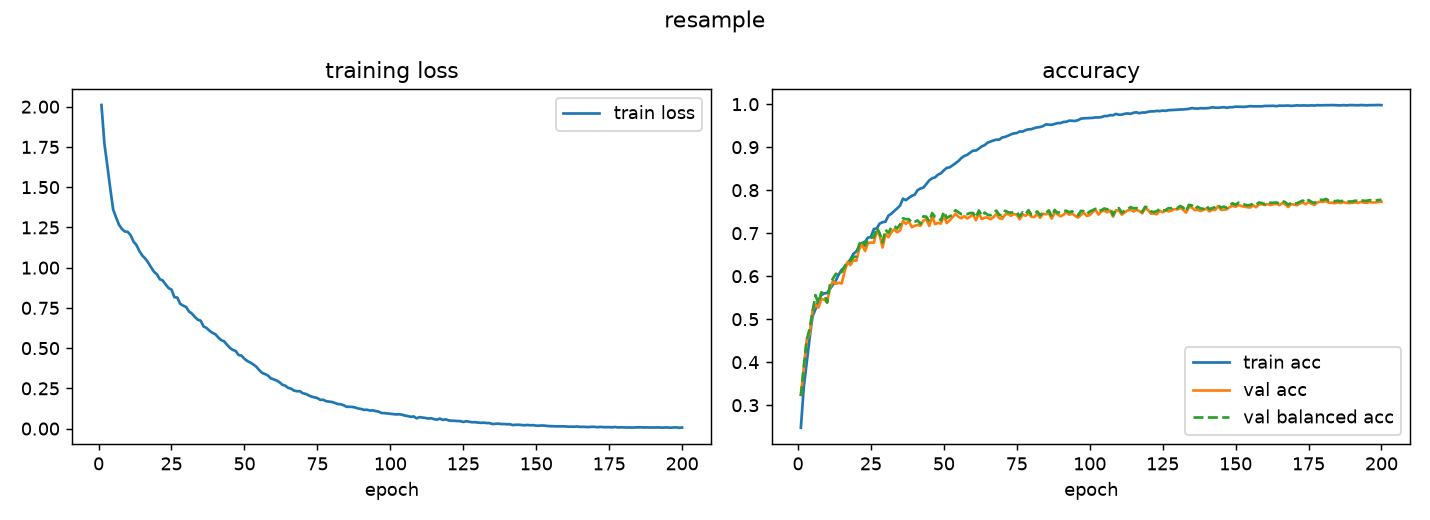 resample
training loss
2.00
1.75
1.50
1.25
1.00
0.75
0.50
0.25
0.00
train loss
0 25 50 75 100 125 150 175 200
epoch
accuracy
1.0
0.9
0.8
0.7
0.6
0.5
0.4
0.3
train acc
val acc
val balanced acc
0 25 50 75 100 125 150 175 200
epoch